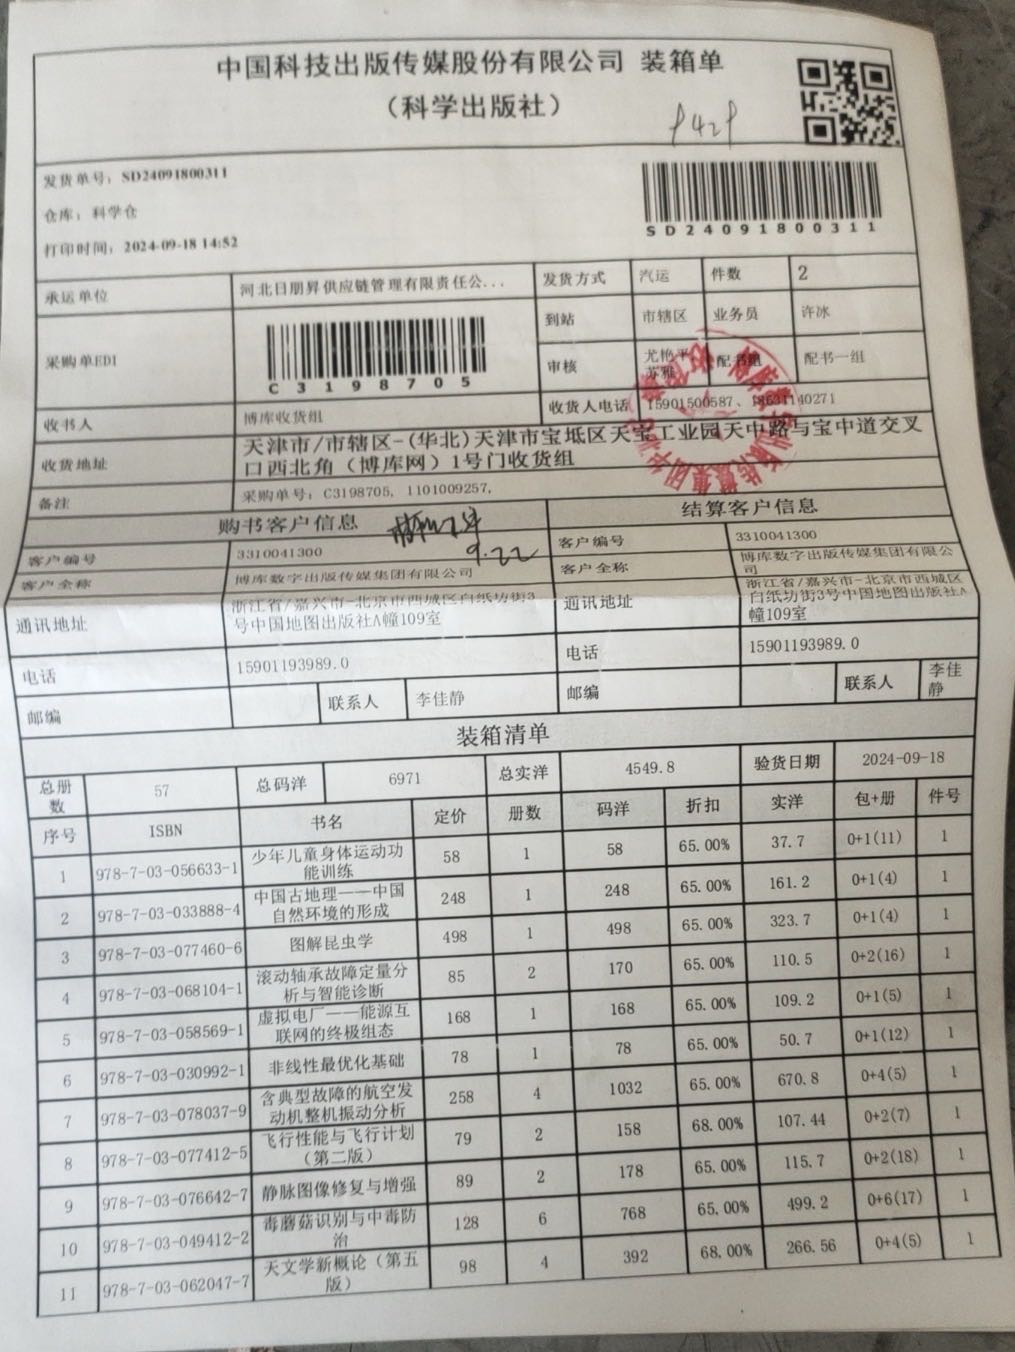 中国科技出版传媒股份有限公司 装箱单
（科学出版社）
发货单号：SD24091800311
仓库：科学仓
打印时间：2024-09-18 14:52
SD24091800311
承运单位 河北日朋昇供应链管理有限责任公... 发货方式 汽运 件数 2
采购单EDI C3198705 到站 市辖区 业务员 许冰
审核 尤艳平 苏雅 配书组 配书一组
收书人 博库收货组 收货人电话 15901500587、18631140271
收货地址 天津市/市辖区-(华北)天津市宝坻区天宝工业园天中路与宝中道交叉
口西北角（博库网）1号门收货组
备注 采购单号：C3198705, 1101009257,
购书客户信息 结算客户信息
9.22
客户编号 3310041300 客户编号 3310041300
客户全称 博库数字出版传媒集团有限公司 客户全称 博库数字出版传媒集团有限公司
通讯地址 浙江省/嘉兴市-北京市西城区白纸坊街3号中国地图出版社A幢109室 通讯地址 浙江省/嘉兴市-北京市西城区白纸坊街3号中国地图出版社A幢109室
电话 15901193989.0 电话 15901193989.0
邮编 联系人 李佳静 邮编 联系人 李佳静
装箱清单
总册数 57 总码洋 6971 总实洋 4549.8 验货日期 2024-09-18
序号 ISBN 书名 定价 册数 码洋 折扣 实洋 包+册 件号
1 978-7-03-056633-1 少年儿童身体运动功能训练 58 1 58 65.00% 37.7 0+1(11) 1
2 978-7-03-033888-4 中国古地理——中国自然环境的形成 248 1 248 65.00% 161.2 0+1(4) 1
3 978-7-03-077460-6 图解昆虫学 498 1 498 65.00% 323.7 0+1(4) 1
4 978-7-03-068104-1 滚动轴承故障定量分析与智能诊断 85 2 170 65.00% 110.5 0+2(16) 1
5 978-7-03-058569-1 虚拟电厂——能源互联网的终极组态 168 1 168 65.00% 109.2 0+1(5) 1
6 978-7-03-030992-1 非线性最优化基础 78 1 78 65.00% 50.7 0+1(12) 1
7 978-7-03-078037-9 含典型故障的航空发动机整机振动分析 258 4 1032 65.00% 670.8 0+4(5) 1
8 978-7-03-077412-5 飞行性能与飞行计划（第二版） 79 2 158 68.00% 107.44 0+2(7) 1
9 978-7-03-076642-7 静脉图像修复与增强 89 2 178 65.00% 115.7 0+2(18) 1
10 978-7-03-049412-2 毒蘑菇识别与中毒防治 128 6 768 65.00% 499.2 0+6(17) 1
11 978-7-03-062047-7 天文学新概论（第五版） 98 4 392 68.00% 266.56 0+4(5) 1